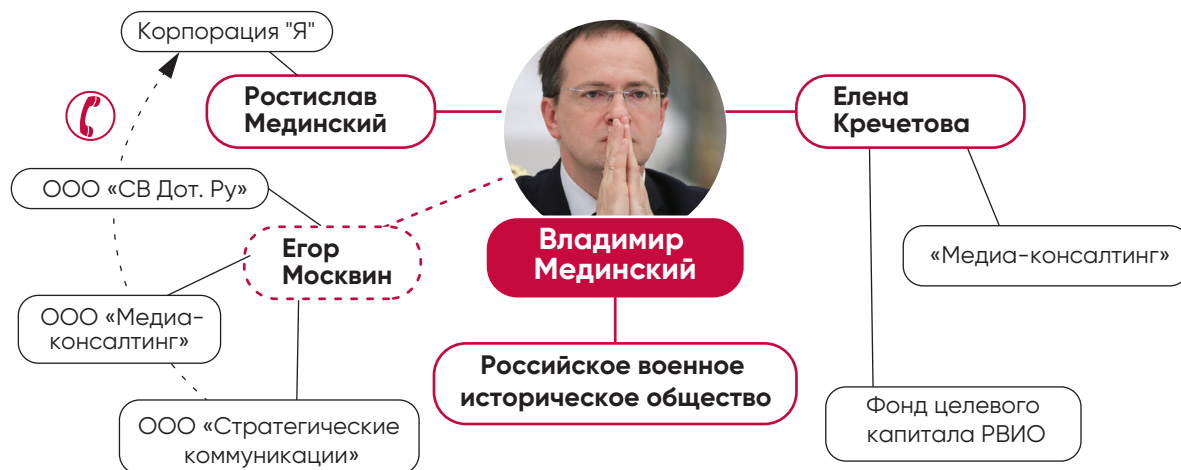 Корпорация "Я"
Ростислав
Мединский
Елена
Кречетова
ООО «СВ Дот. Ру»
Егор
Москвин
Владимир
Мединский
«Медиа-консалтинг»
ООО «Медиа-
консалтинг»
Российское военное
историческое общество
ООО «Стратегические
коммуникации»
Фонд целевого
капитала РВИО